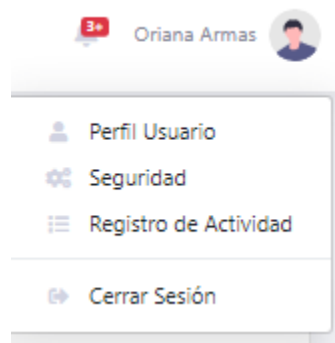 3+
Oriana Armas
Perfil Usuario
Seguridad
Registro de Actividad
Cerrar Sesión